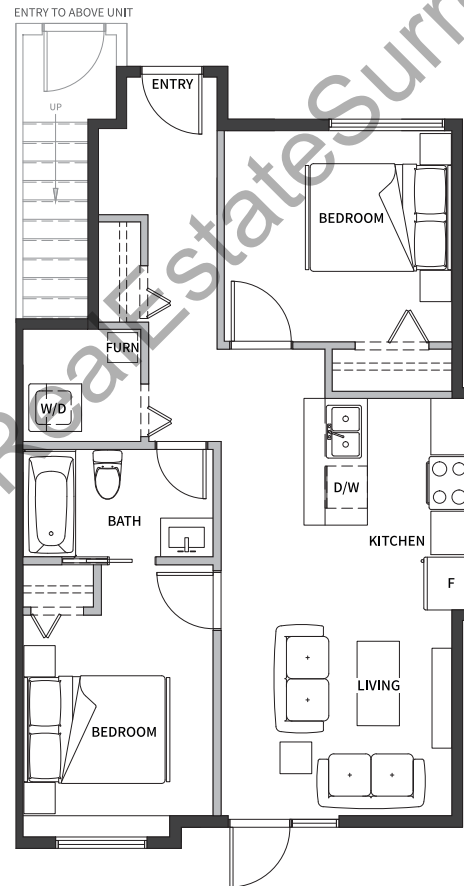 ENTRY TO ABOVE UNIT
ENTRY
UP
BEDROOM
FURN
W/D
D/W
BATH
KITCHEN
F
LIVING
BEDROOM
RealEstateSurr